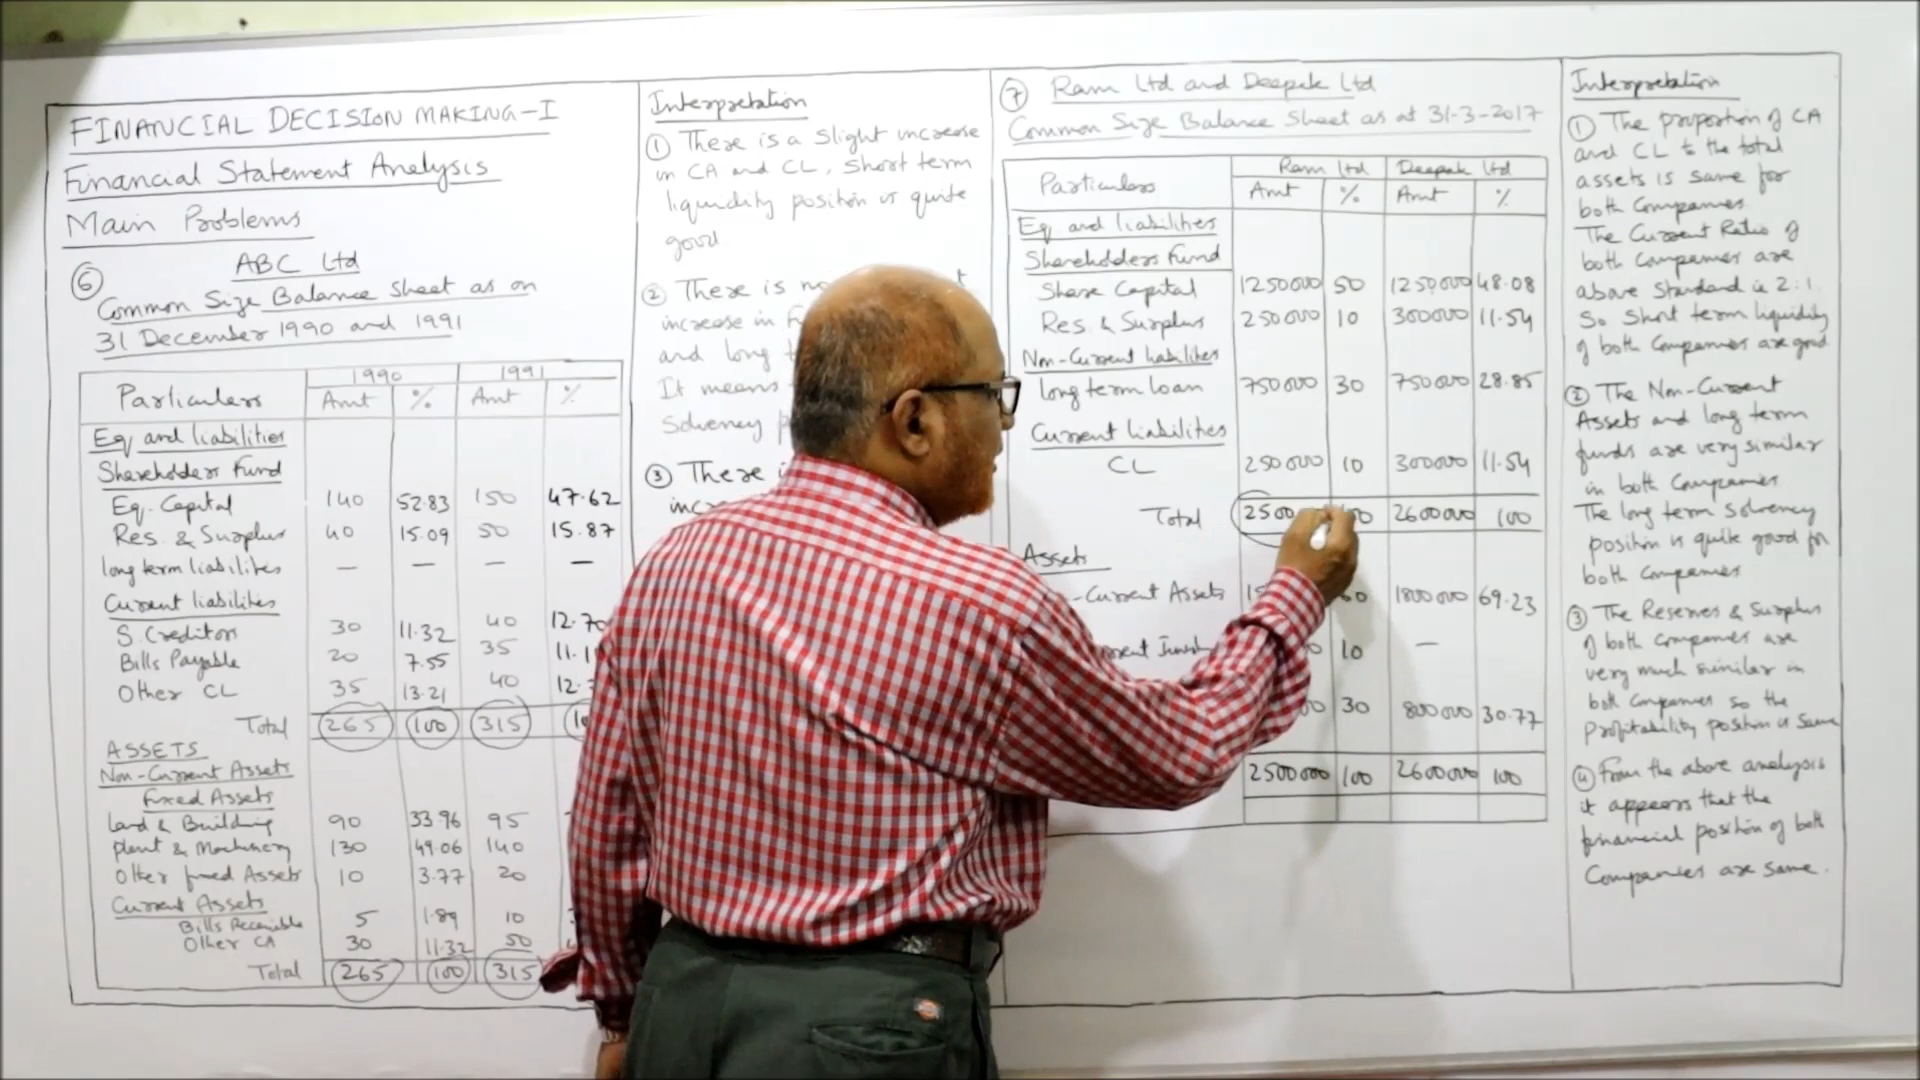 FINANCIAL DECISION MAKING-I
Financial Statement Analysis
Main Problems
⑥ ABC Ltd
Common Size Balance Sheet as on
31 December 1990 and 1991
Particulars 1990 1991
Amt % Amt %
Eq and liabilities
Shareholders Fund
Eq. Capital 140 52.83 150 47.62
Res. & Surplus 40 15.09 50 15.87
long term liabilities — — — —
Current liabilities
S Creditors 30 11.32 40 12.70
Bills Payable 20 7.55 35 11.1
Other CL 35 13.21 40 12.
Total 265 100 315
ASSETS
Non-Current Assets
Fixed Assets
Land & Building 90 33.96 95
Plant & Machinery 130 49.06 140
Other fixed Assets 10 3.77 20
Current Assets
Bills Receivable 5 1.89 10
Other CA 30 11.32 50
Total 265 100 315
Interpretation
① There is a slight increase
in CA and CL, Short term
liquidity position is quite
good
② There is
increase in
and long
It means
Solvency
③ There
⑦ Ram Ltd and Deepak Ltd
Common Size Balance Sheet as at 31-3-2017
Particulars Ram Ltd Deepak Ltd
Amt % Amt %
Eq and liabilities
Shareholders Fund
Share Capital 1250000 50 1250000 48.08
Res. & Surplus 250000 10 300000 11.54
Non-Current liabilities
long term loan 750000 30 750000 28.85
Current liabilities
CL 250000 10 300000 11.54
Total 2500 2600000 100
Assets
-Current Assets 1800000 69.23
10 —
30 800000 30.77
2500000 100 2600000 100
Interpretation
① The proportion of CA
and CL to the total
assets is same for
both Companies
The Current Ratio of
both Companies are
above Standard ie 2:1.
So Short term liquidity
of both Companies are good
② The Non-Current
Assets and long term
funds are very similar
in both Companies
The long term Solvency
position is quite good for
both Companies
③ The Reserves & Surplus
of both Companies are
very much similar in
both Companies so the
Profitability position is Same
④ From the above analysis
it appears that the
financial position of both
Companies are same.